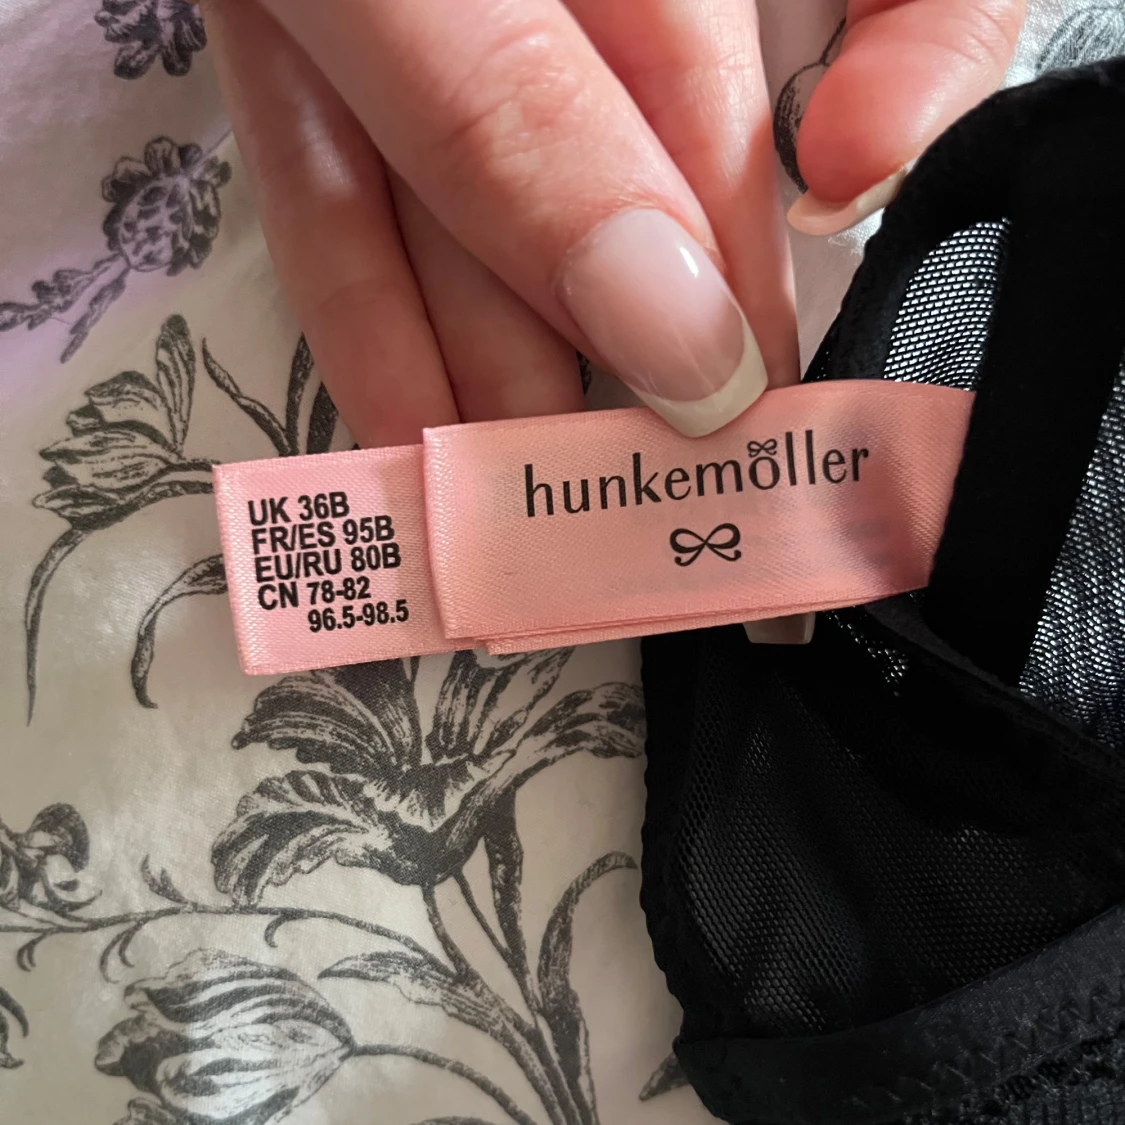 UK 36B
FR/ES 95B
EU/RU 80B
CN 78-82
96.5-98.5
hunkemöller